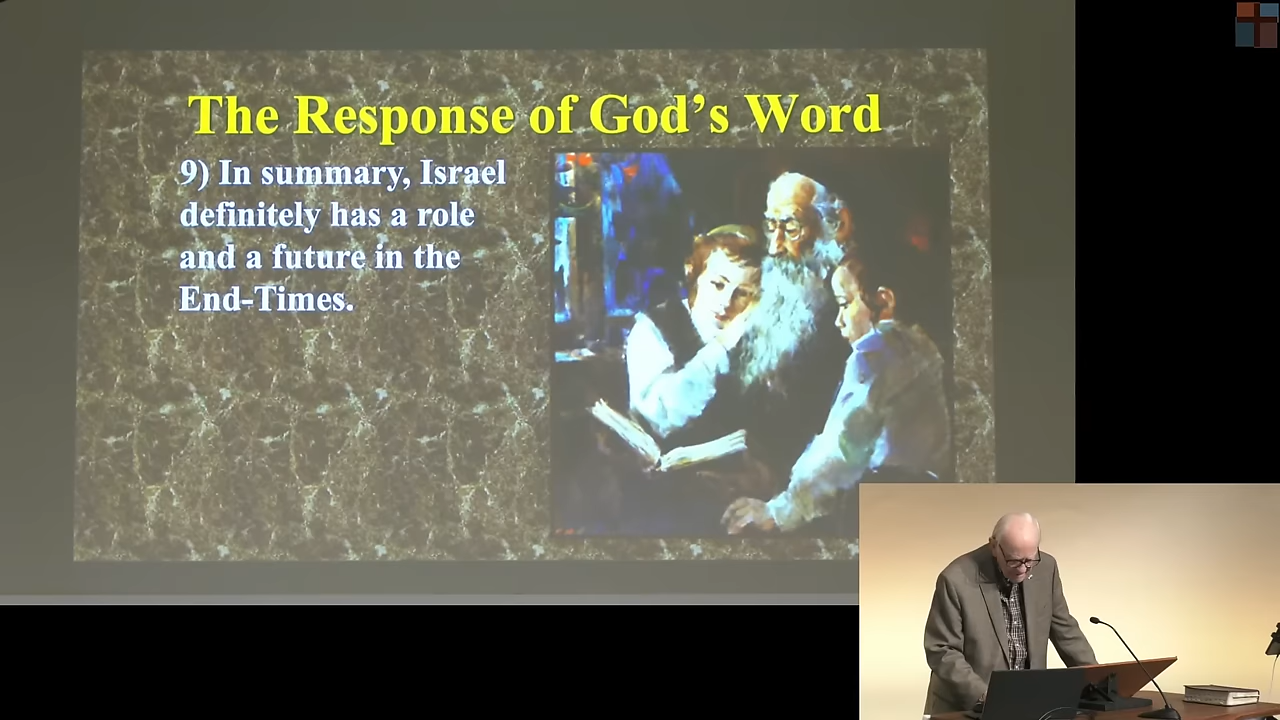 The Response of God's Word
9) In summary, Israel
definitely has a role
and a future in the
End-Times.